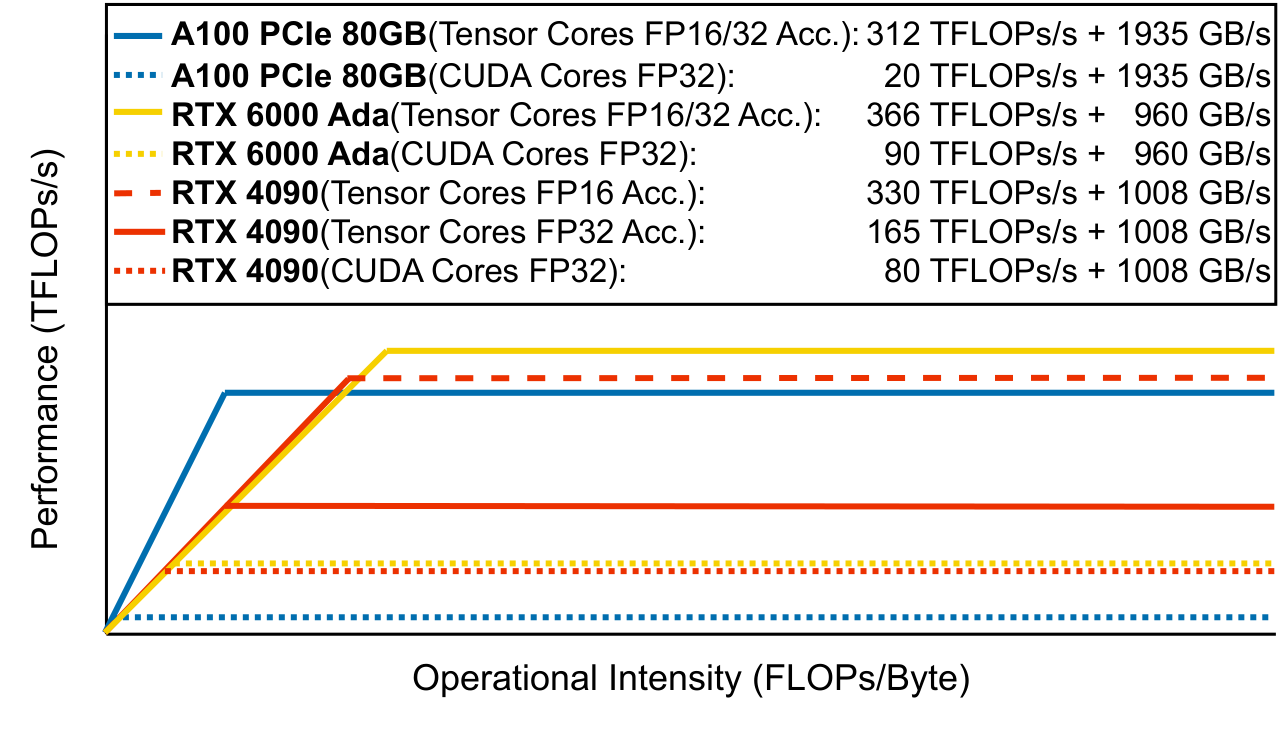 A100 PCIe 80GB(Tensor Cores FP16/32 Acc.): 312 TFLOPs/s + 1935 GB/s
A100 PCIe 80GB(CUDA Cores FP32): 20 TFLOPs/s + 1935 GB/s
RTX 6000 Ada(Tensor Cores FP16/32 Acc.): 366 TFLOPs/s + 960 GB/s
RTX 6000 Ada(CUDA Cores FP32): 90 TFLOPs/s + 960 GB/s
RTX 4090(Tensor Cores FP16 Acc.): 330 TFLOPs/s + 1008 GB/s
RTX 4090(Tensor Cores FP32 Acc.): 165 TFLOPs/s + 1008 GB/s
RTX 4090(CUDA Cores FP32): 80 TFLOPs/s + 1008 GB/s
Performance (TFLOPs/s)
Operational Intensity (FLOPs/Byte)